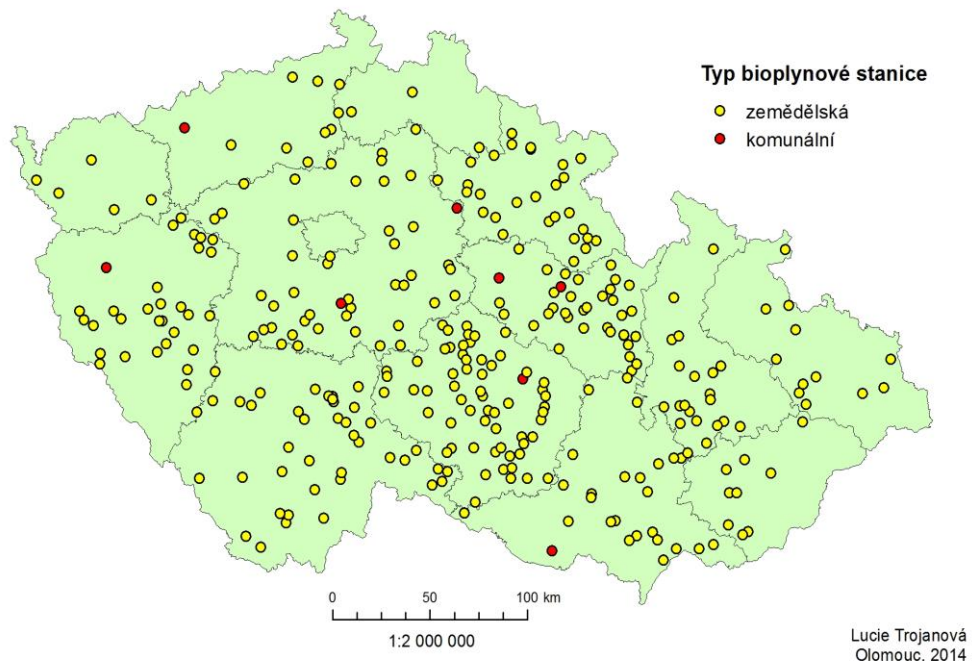 Typ bioplynové stanice
zemědělská
komunální
0 50 100 km
1:2 000 000
Lucie Trojanová
Olomouc, 2014